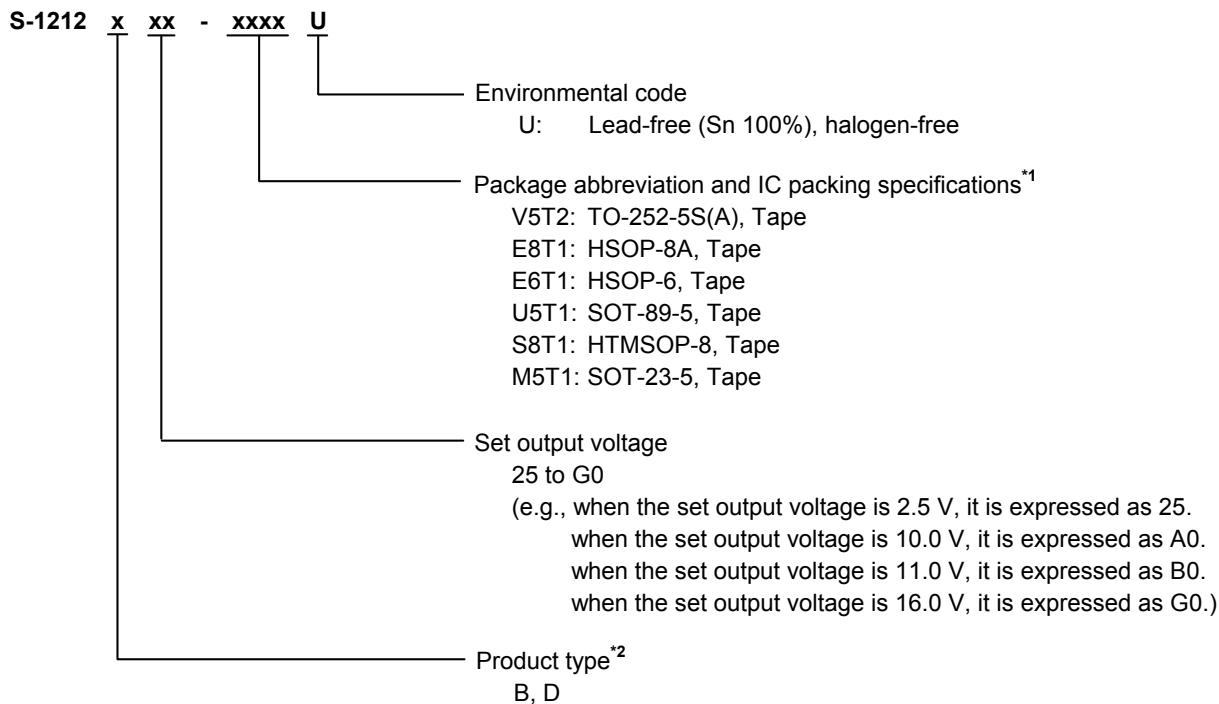 S-1212 x xx - xxxx U
Environmental code
U: Lead-free (Sn 100%), halogen-free
Package abbreviation and IC packing specifications*1
V5T2: TO-252-5S(A), Tape
E8T1: HSOP-8A, Tape
E6T1: HSOP-6, Tape
U5T1: SOT-89-5, Tape
S8T1: HTMSOP-8, Tape
M5T1: SOT-23-5, Tape
Set output voltage
25 to G0
(e.g., when the set output voltage is 2.5 V, it is expressed as 25.
when the set output voltage is 10.0 V, it is expressed as A0.
when the set output voltage is 11.0 V, it is expressed as B0.
when the set output voltage is 16.0 V, it is expressed as G0.)
Product type*2
B, D